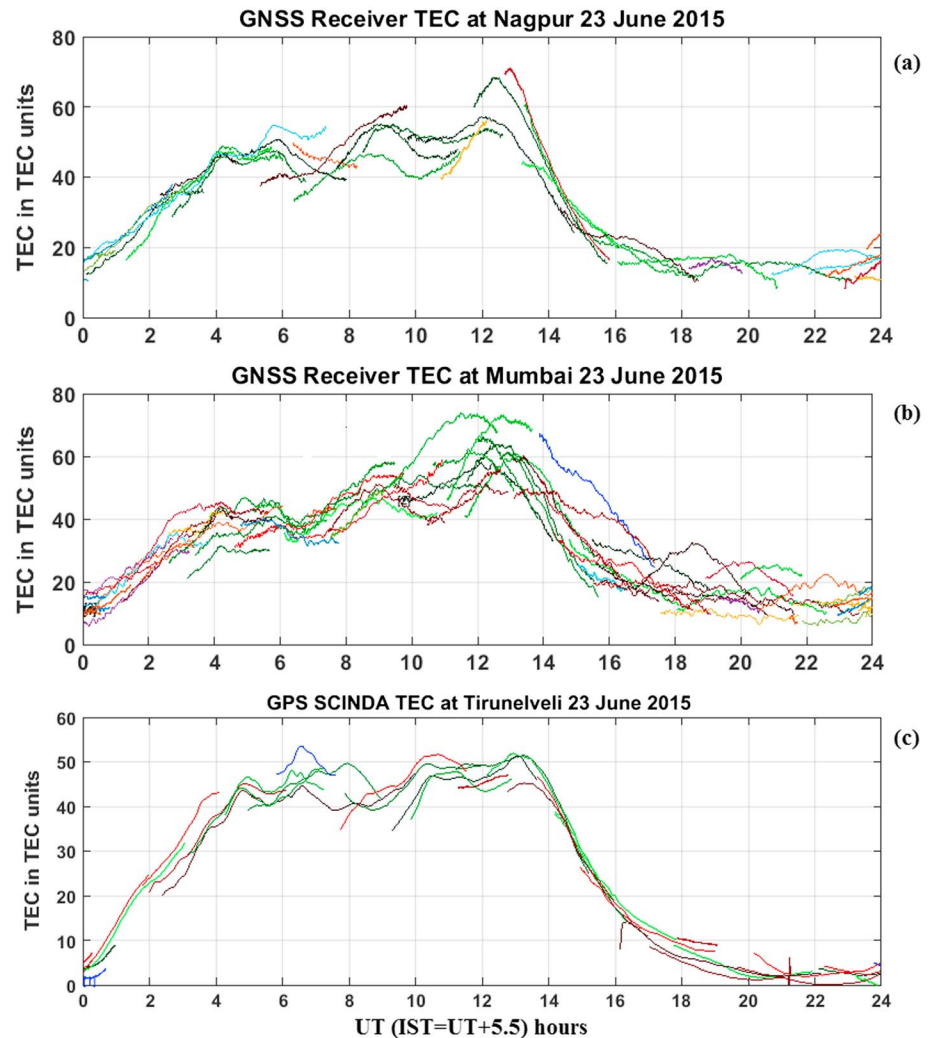 GNSS Receiver TEC at Nagpur 23 June 2015
(a)
TEC in TEC units
80
60
40
20
0
0 2 4 6 8 10 12 14 16 18 20 22 24
GNSS Receiver TEC at Mumbai 23 June 2015
(b)
TEC in TEC units
80
60
40
20
0
0 2 4 6 8 10 12 14 16 18 20 22 24
GPS SCINDA TEC at Tirunelveli 23 June 2015
(c)
TEC in TEC units
60
50
40
30
20
10
0
0 2 4 6 8 10 12 14 16 18 20 22 24
UT (IST=UT+5.5) hours